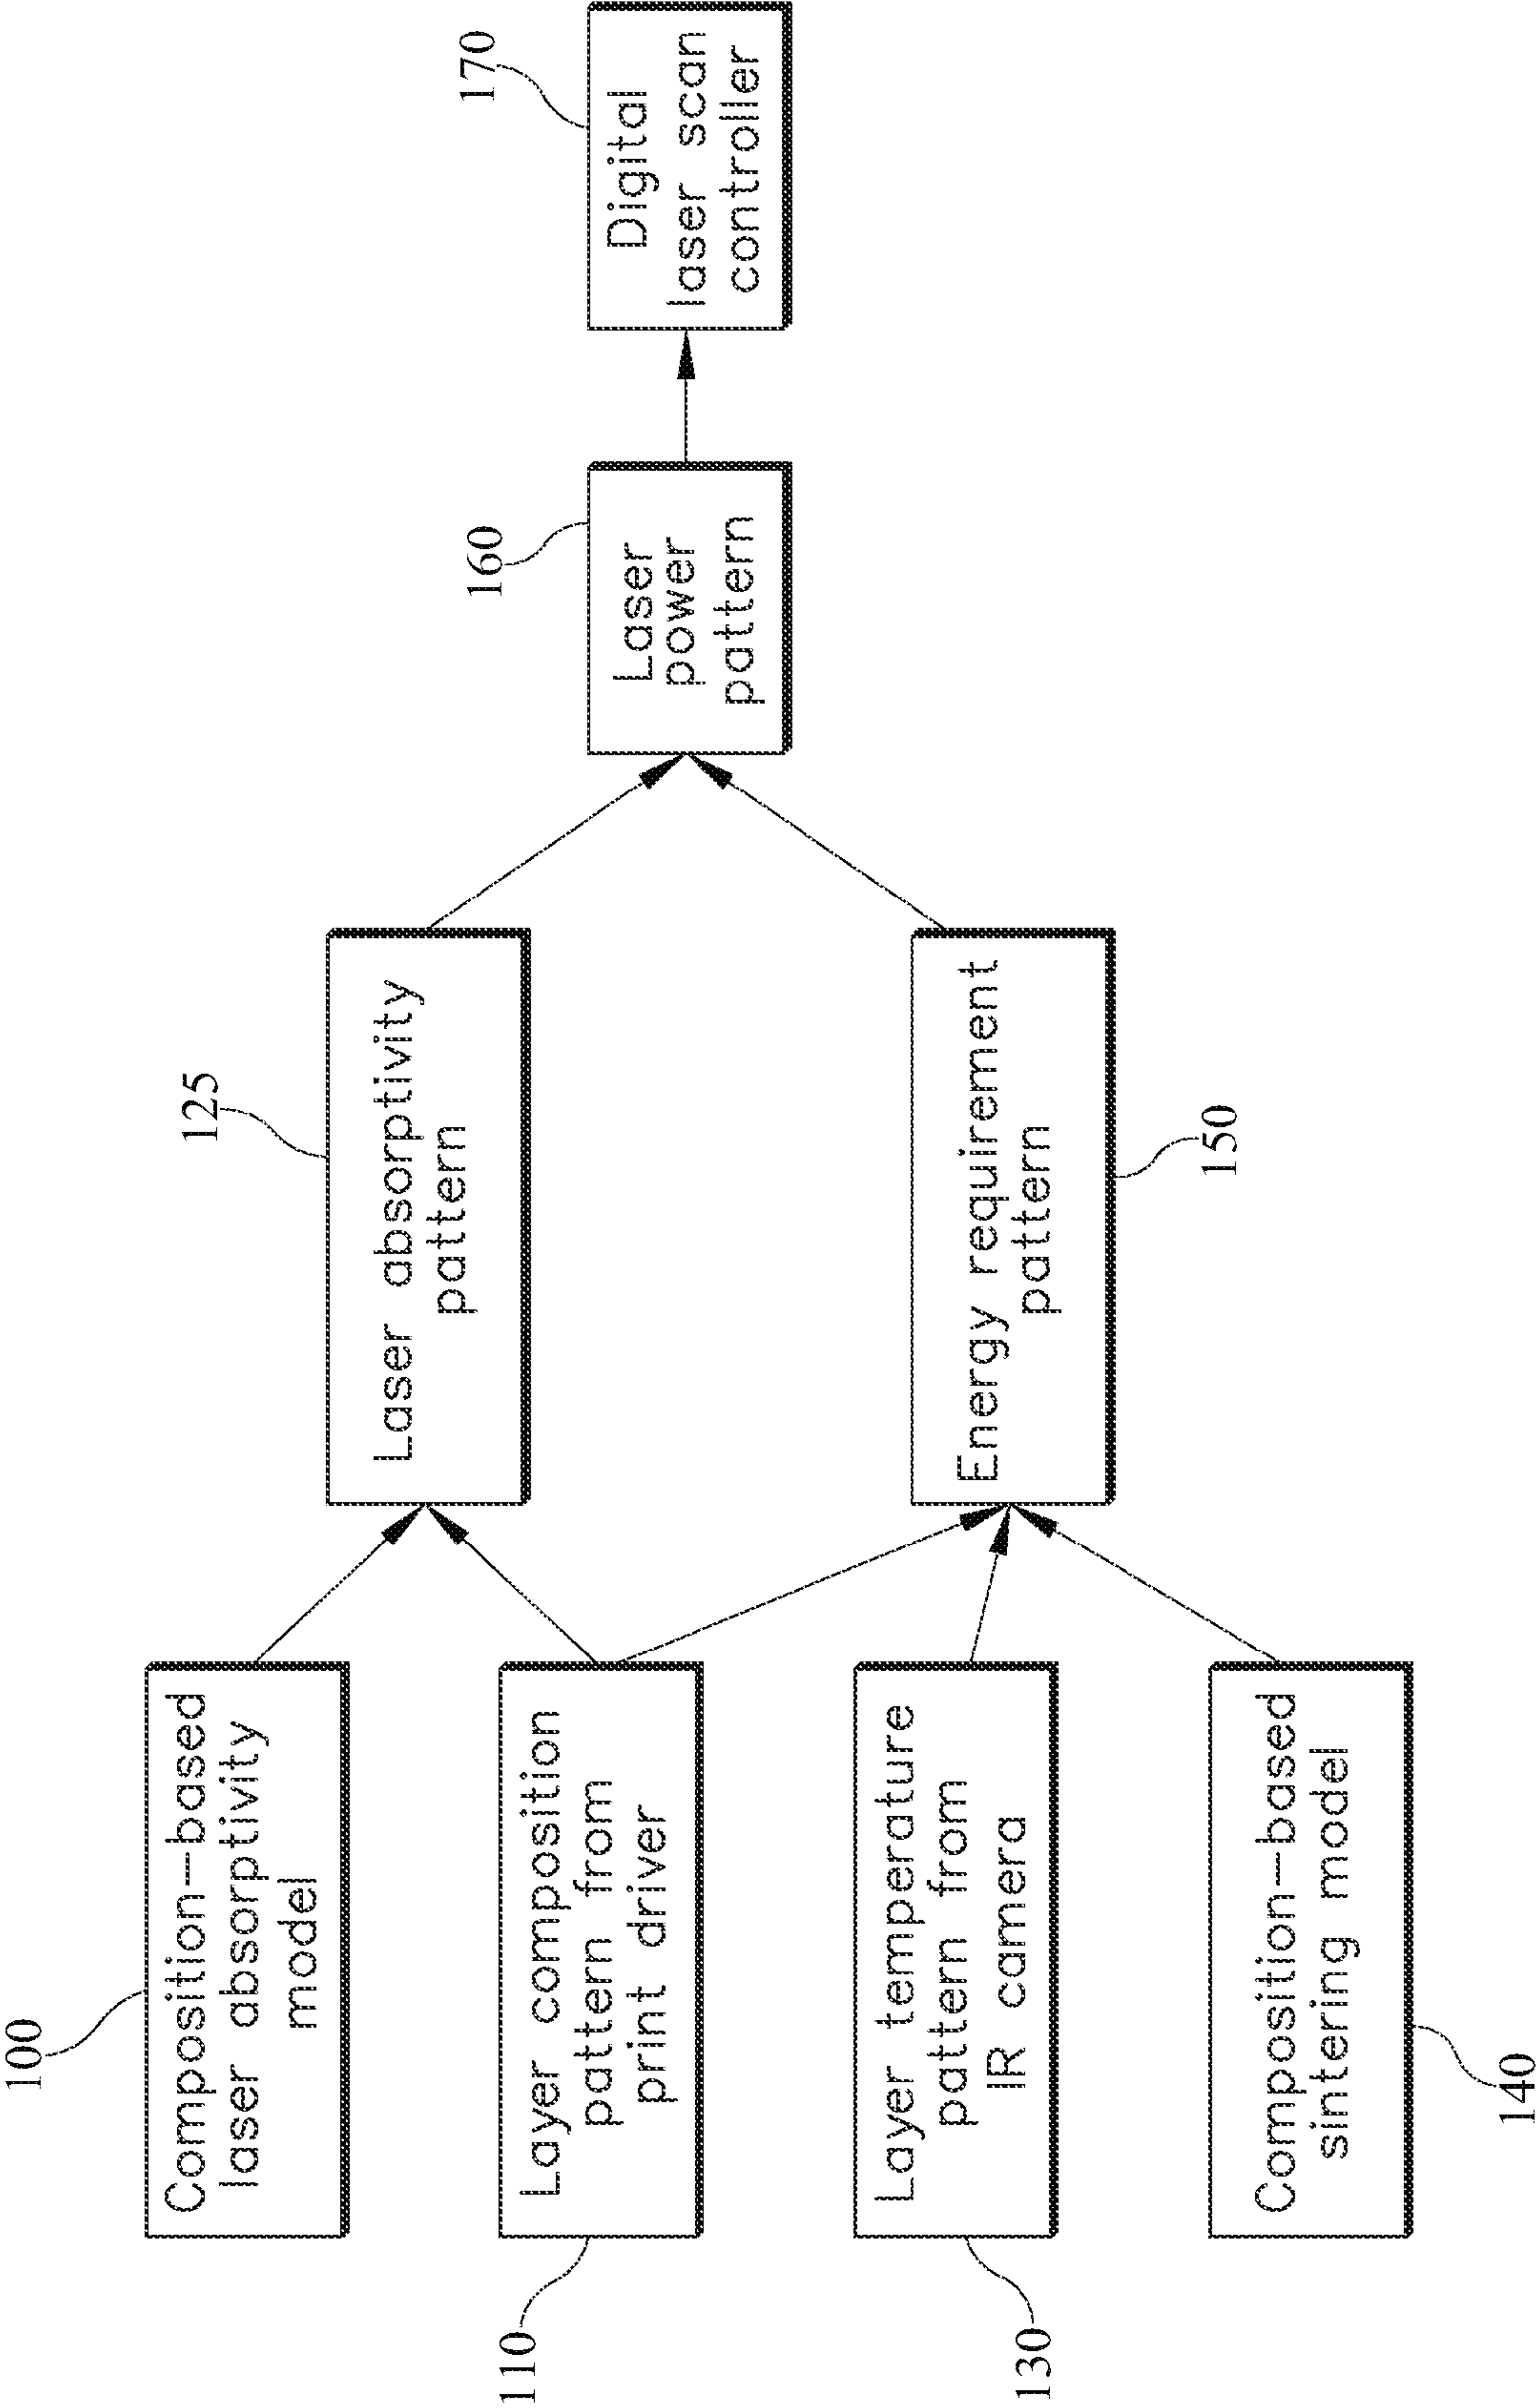 100
Composition-based
laser absorptivity
model
110
Layer composition
pattern from
print driver
130
Layer temperature
pattern from
IR camera
140
Composition-based
sintering model
125
Laser absorptivity
pattern
150
Energy requirement
pattern
160
Laser
power
pattern
170
Digital
laser scan
controller